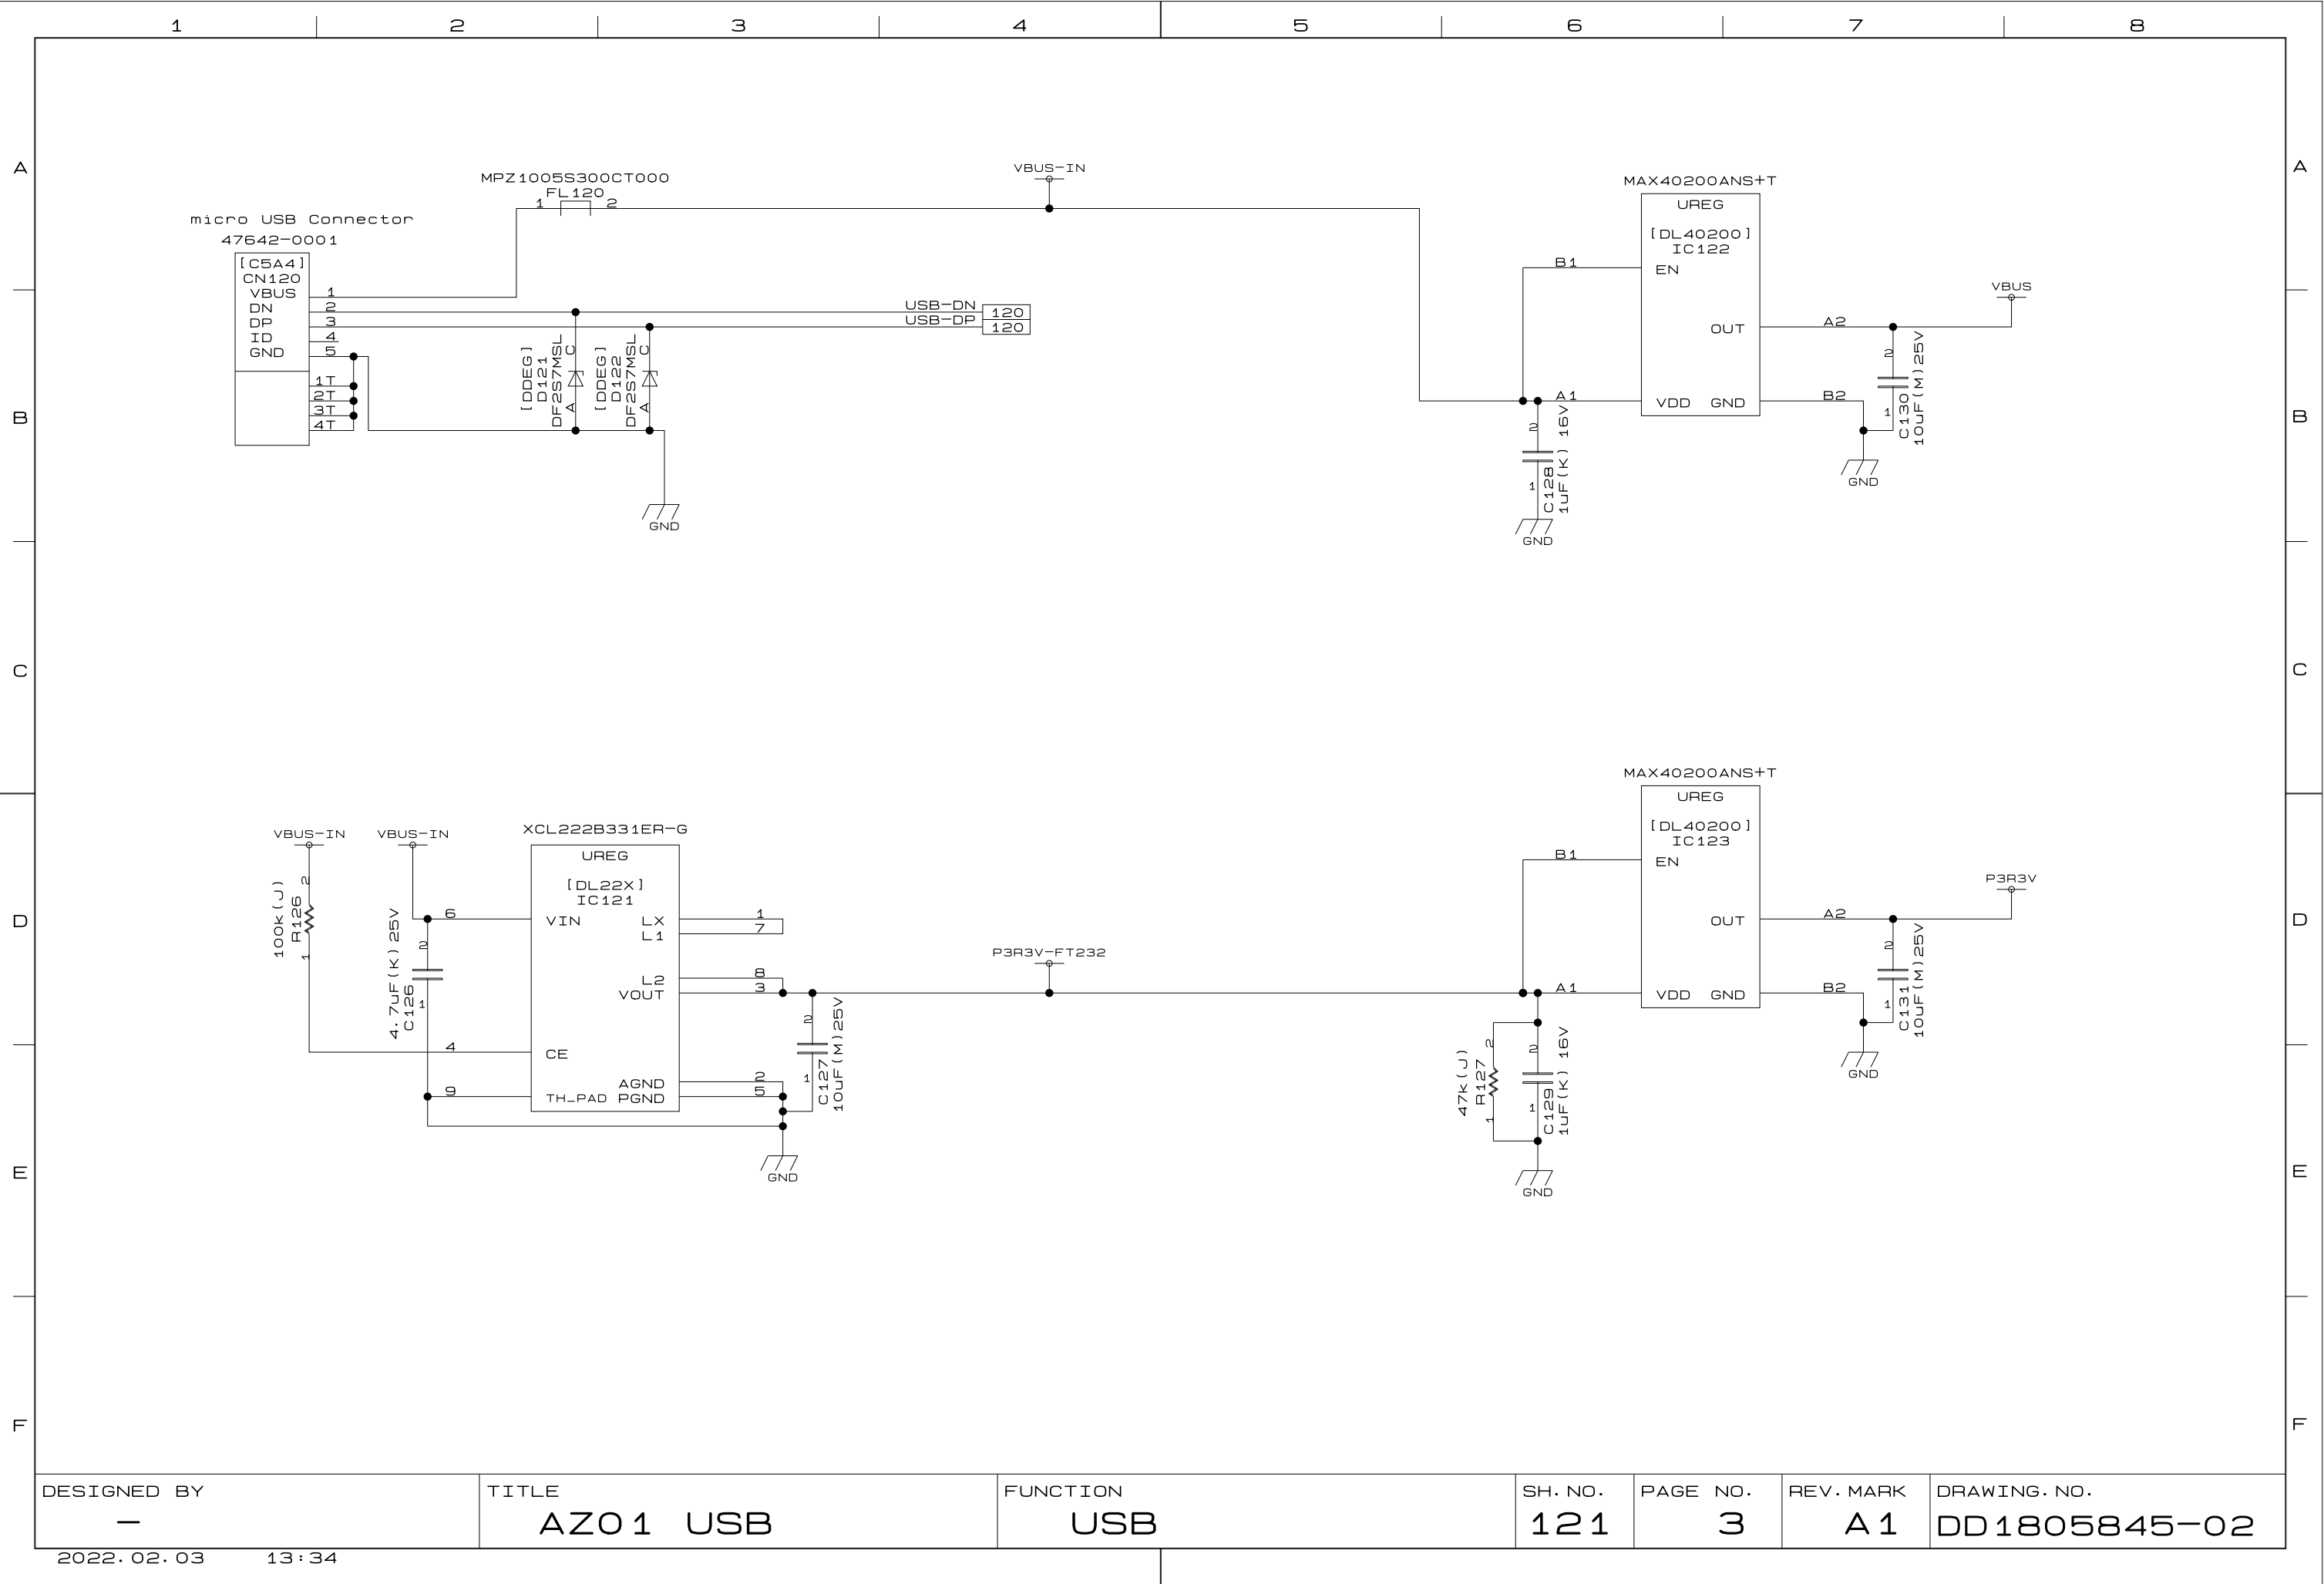 1 2 3 4 5 6 7 8
A A
B B
C C
D D
E E
F F
micro USB Connector
47642-0001
[C5A4]
CN120
VBUS 1
DN 2
DP 3
ID 4
GND 5
1T
2T
3T
4T
MPZ1005S300CT000
FL120
1 2
VBUS-IN
USB-DN 120
USB-DP 120
[DDEG]
D121
DF2S7MSL
A C
[DDEG]
D122
DF2S7MSL
A C
GND
MAX40200ANS+T
UREG
[DL40200]
IC122
B1 EN
OUT A2
A1 VDD GND B2
VBUS
2
1
C128
1uF(K) 16V
GND
2
1
C130
10uF(M)25V
GND
VBUS-IN VBUS-IN
100k(J)
R126
1 2
4.7uF(K)25V
C126
2
1
XCL222B331ER-G
UREG
[DL22X]
IC121
6 VIN LX 1
L1 7
L2 8
VOUT 3
4 CE
AGND 2
9 TH_PAD PGND 5
2
1
C127
10uF(M)25V
GND
P3R3V-FT232
MAX40200ANS+T
UREG
[DL40200]
IC123
B1 EN
OUT A2
A1 VDD GND B2
P3R3V
47k(J)
R127
1 2
2
1
C129
1uF(K) 16V
GND
2
1
C131
10uF(M)25V
GND
DESIGNED BY
-
TITLE
AZ01 USB
FUNCTION
USB
SH.NO.
121
PAGE NO.
3
REV.MARK
A1
DRAWING.NO.
DD1805845-02
2022.02.03 13:34